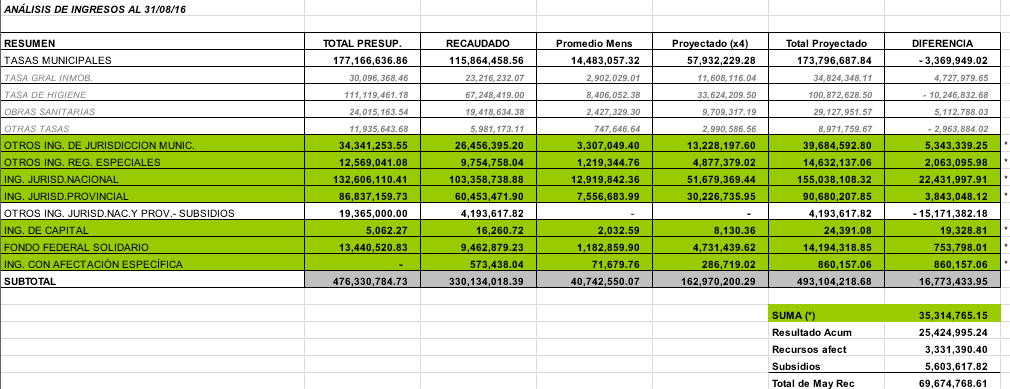 ANÁLISIS DE INGRESOS AL 31/08/16
RESUMEN TOTAL PRESUP. RECAUDADO Promedio Mens Proyectado (x4) Total Proyectado DIFERENCIA
TASAS MUNICIPALES 177,166,636.86 115,864,458.56 14,483,057.32 57,932,229.28 173,796,687.84 - 3,369,949.02
TASA GRAL INMOB. 30,096,368.46 23,216,232.07 2,902,029.01 11,608,116.04 34,824,348.11 4,727,979.65
TASA DE HIGIENE 111,119,461.18 67,248,419.00 8,406,052.38 33,624,209.50 100,872,628.50 - 10,246,832.68
OBRAS SANITARIAS 24,015,163.54 19,418,634.38 2,427,329.30 9,709,317.19 29,127,951.57 5,112,788.03
OTRAS TASAS 11,935,643.68 5,981,173.11 747,646.64 2,990,586.56 8,971,759.67 - 2,963,884.02
OTROS ING. DE JURISDICCION MUNIC. 34,341,253.55 26,456,395.20 3,307,049.40 13,228,197.60 39,684,592.80 5,343,339.25 *
OTROS ING. REG. ESPECIALES 12,569,041.08 9,754,758.04 1,219,344.76 4,877,379.02 14,632,137.06 2,063,095.98 *
ING. JURISD.NACIONAL 132,606,110.41 103,358,738.88 12,919,842.36 51,679,369.44 155,038,108.32 22,431,997.91 *
ING. JURISD.PROVINCIAL 86,837,159.73 60,453,471.90 7,556,683.99 30,226,735.95 90,680,207.85 3,843,048.12 *
OTROS ING. JURISD.NAC.Y PROV.- SUBSIDIOS 19,365,000.00 4,193,617.82 - - 4,193,617.82 - 15,171,382.18
ING. DE CAPITAL 5,062.27 16,260.72 2,032.59 8,130.36 24,391.08 19,328.81 *
FONDO FEDERAL SOLIDARIO 13,440,520.83 9,462,879.23 1,182,859.90 4,731,439.62 14,194,318.85 753,798.01 *
ING. CON AFECTACIÓN ESPECÍFICA - 573,438.04 71,679.76 286,719.02 860,157.06 860,157.06 *
SUBTOTAL 476,330,784.73 330,134,018.39 40,742,550.07 162,970,200.29 493,104,218.68 16,773,433.95
SUMA (*) 35,314,765.15
Resultado Acum 25,424,995.24
Recursos afect 3,331,390.40
Subsidios 5,603,617.82
Total de May Rec 69,674,768.61